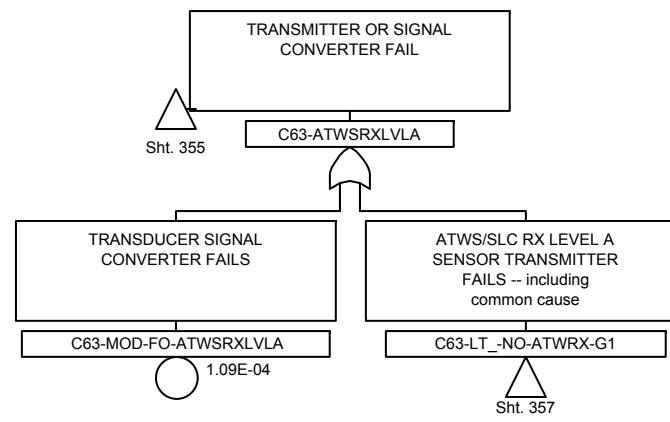 TRANSMITTER OR SIGNAL
CONVERTER FAIL
Sht. 355
C63-ATWSRXLVLA
TRANSDUCER SIGNAL
CONVERTER FAILS
C63-MOD-FO-ATWSRXLVLA
1.09E-04
ATWS/SLC RX LEVEL A
SENSOR TRANSMITTER
FAILS -- including
common cause
C63-LT_-NO-ATWRX-G1
Sht. 357